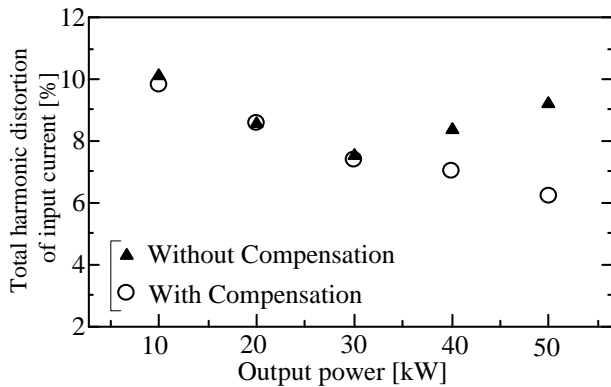 Total harmonic distortion
of input current [%]
12
10
8
6
4
2
Without Compensation
With Compensation
10 20 30 40 50
Output power [kW]